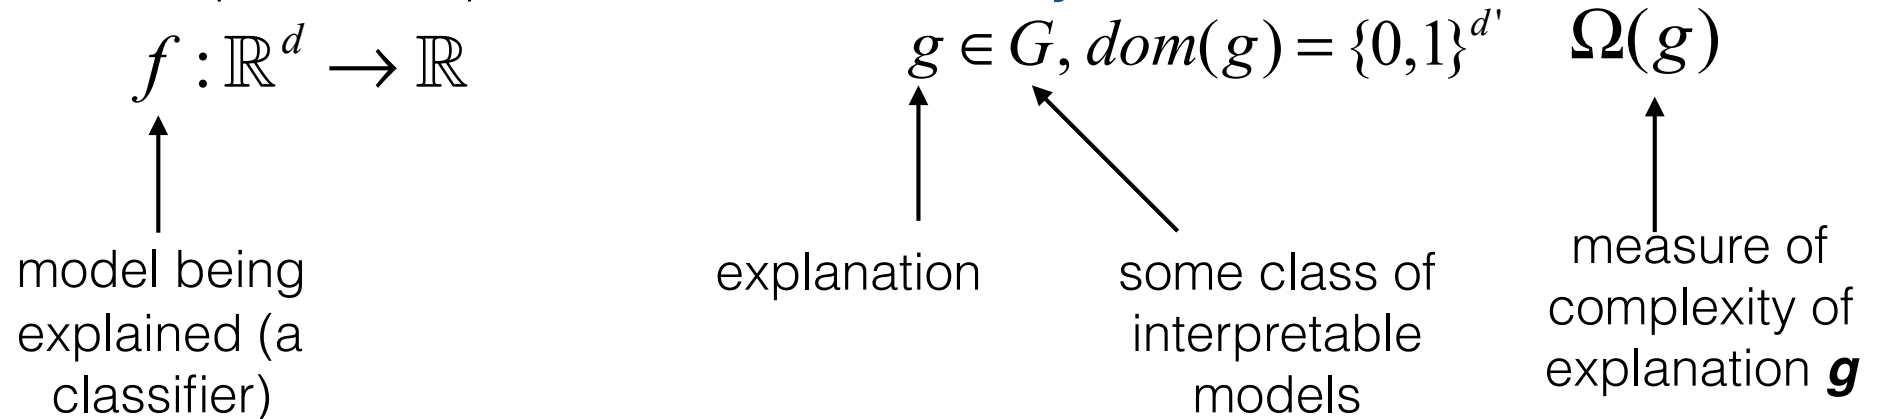 f : ℝ^d → ℝ
g ∈ G, dom(g) = {0,1}^d'
Ω(g)
model being
explained (a
classifier)
explanation
some class of
interpretable
models
measure of
complexity of
explanation g